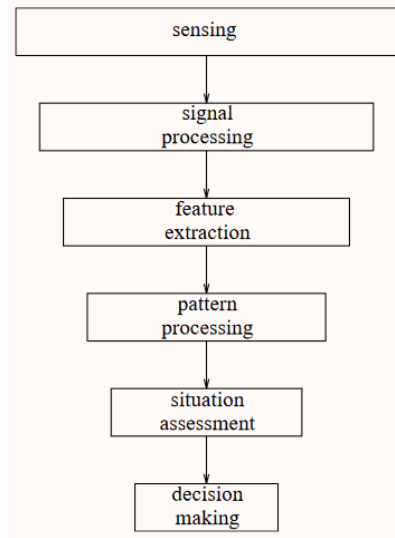 sensing
signal
processing
feature
extraction
pattern
processing
situation
assessment
decision
making